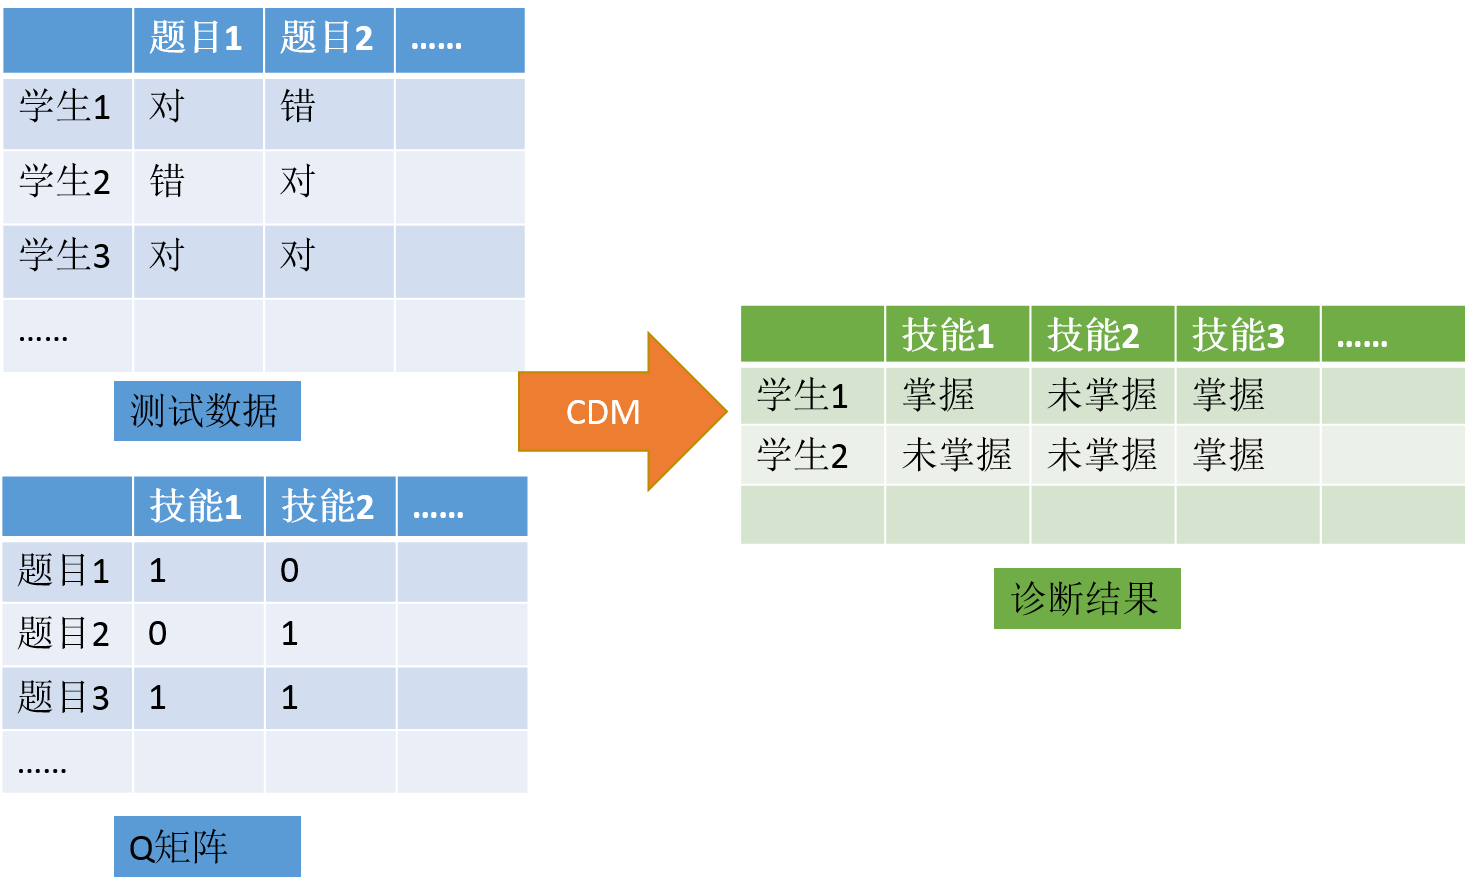 题目1 题目2 ......
学生1 对 错
学生2 错 对
学生3 对 对
......
测试数据
技能1 技能2 ......
题目1 1 0
题目2 0 1
题目3 1 1
......
Q矩阵
CDM
技能1 技能2 技能3 ......
学生1 掌握 未掌握 掌握
学生2 未掌握 未掌握 掌握
诊断结果